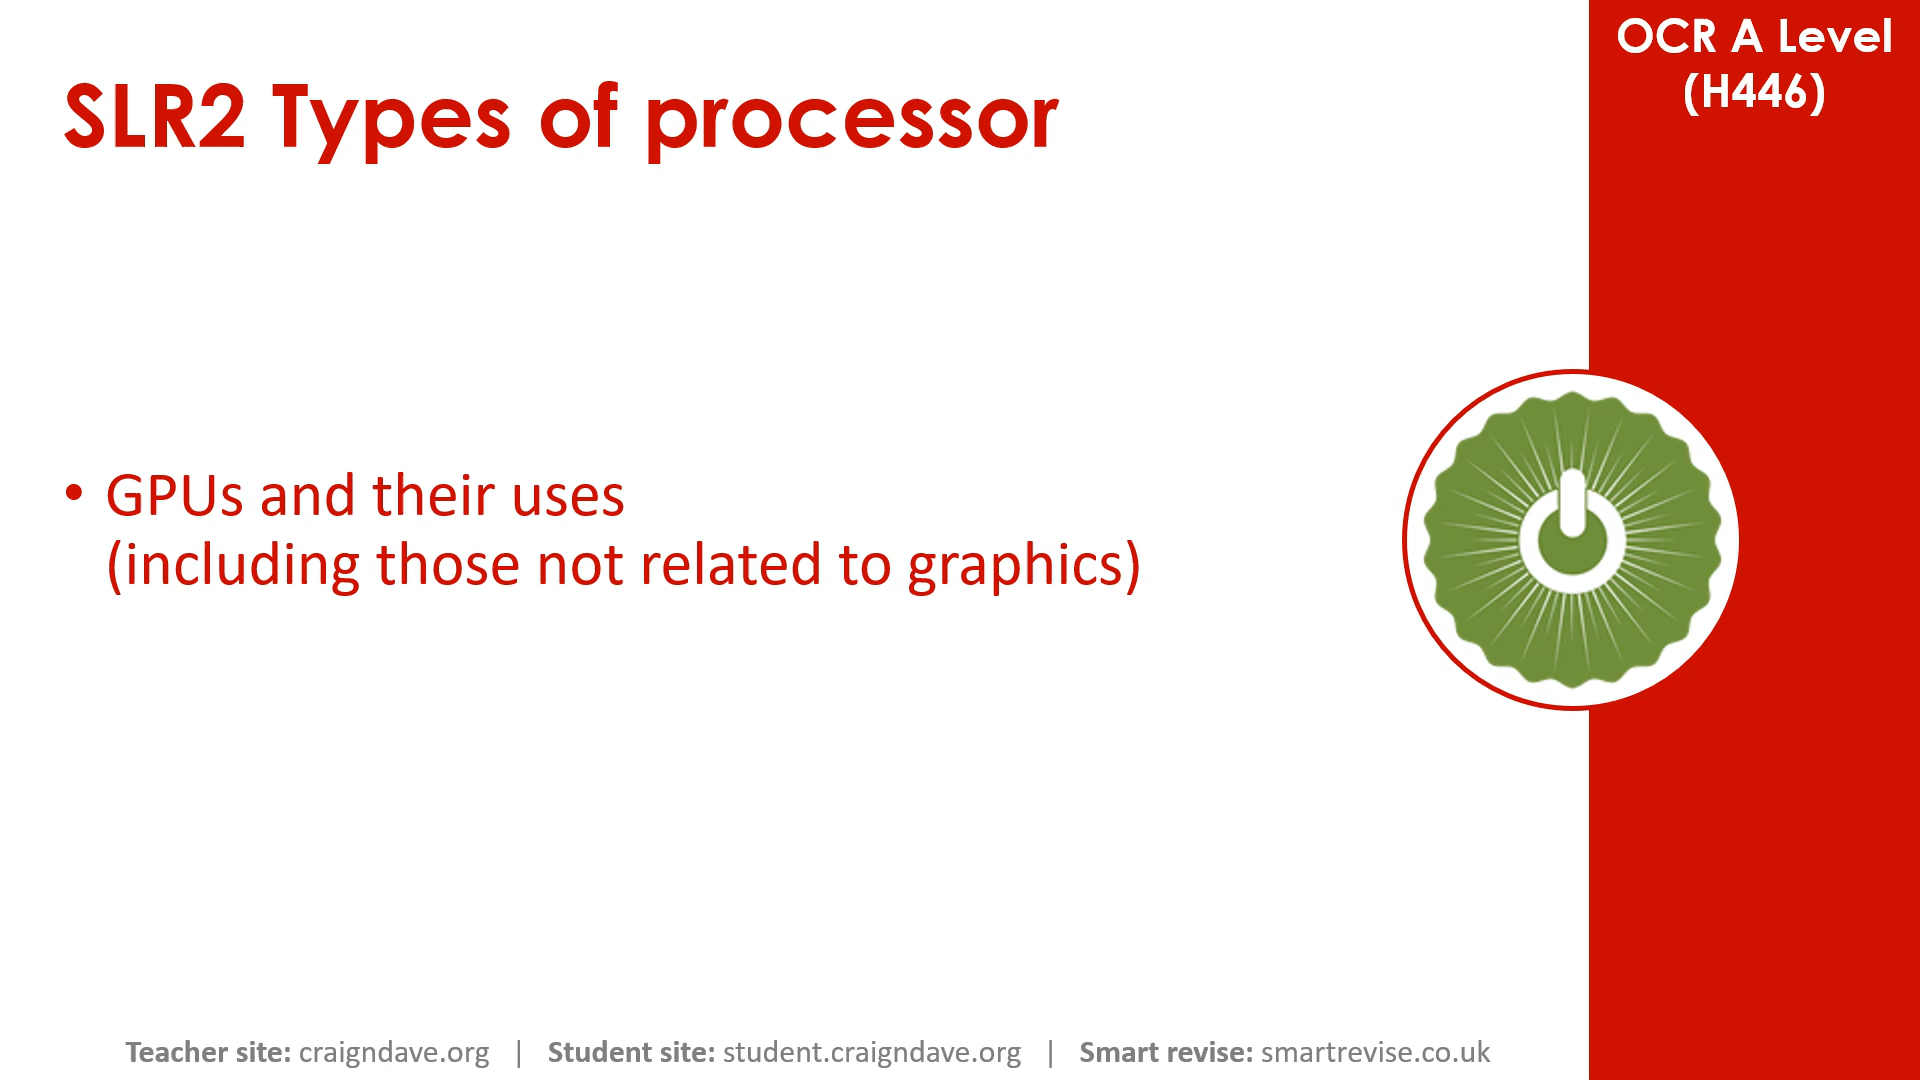 OCR A Level
(H446)
SLR2 Types of processor
• GPUs and their uses
(including those not related to graphics)
Teacher site: craigndave.org | Student site: student.craigndave.org | Smart revise: smartrevise.co.uk